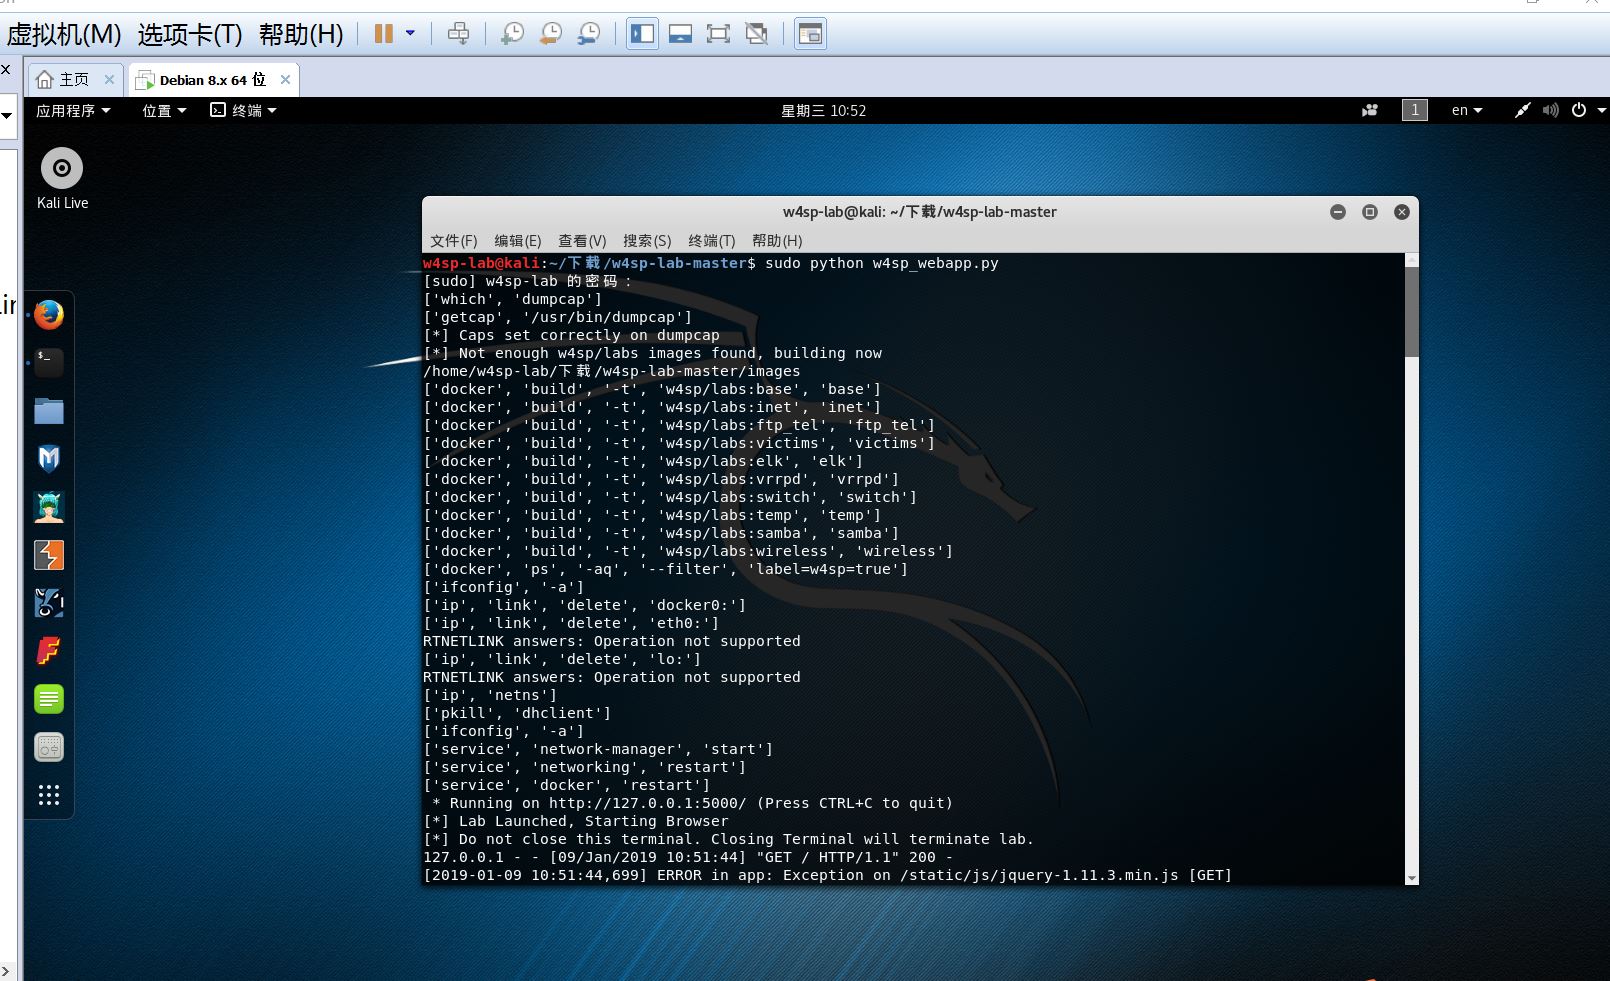 虚拟机(M) 选项卡(T) 帮助(H)
主页 Debian 8.x 64 位
应用程序 位置 终端 星期三 10:52 1 en
Kali Live
w4sp-lab@kali: ~/下载/w4sp-lab-master
文件(F) 编辑(E) 查看(V) 搜索(S) 终端(T) 帮助(H)
w4sp-lab@kali:~/下载/w4sp-lab-master$ sudo python w4sp_webapp.py
[sudo] w4sp-lab 的密码：
['which', 'dumpcap']
['getcap', '/usr/bin/dumpcap']
[*] Caps set correctly on dumpcap
[*] Not enough w4sp/labs images found, building now
/home/w4sp-lab/下载/w4sp-lab-master/images
['docker', 'build', '-t', 'w4sp/labs:base', 'base']
['docker', 'build', '-t', 'w4sp/labs:inet', 'inet']
['docker', 'build', '-t', 'w4sp/labs:ftp_tel', 'ftp_tel']
['docker', 'build', '-t', 'w4sp/labs:victims', 'victims']
['docker', 'build', '-t', 'w4sp/labs:elk', 'elk']
['docker', 'build', '-t', 'w4sp/labs:vrrpd', 'vrrpd']
['docker', 'build', '-t', 'w4sp/labs:switch', 'switch']
['docker', 'build', '-t', 'w4sp/labs:temp', 'temp']
['docker', 'build', '-t', 'w4sp/labs:samba', 'samba']
['docker', 'build', '-t', 'w4sp/labs:wireless', 'wireless']
['docker', 'ps', '-aq', '--filter', 'label=w4sp=true']
['ifconfig', '-a']
['ip', 'link', 'delete', 'docker0:']
['ip', 'link', 'delete', 'eth0:']
RTNETLINK answers: Operation not supported
['ip', 'link', 'delete', 'lo:']
RTNETLINK answers: Operation not supported
['ip', 'netns']
['pkill', 'dhclient']
['ifconfig', '-a']
['service', 'network-manager', 'start']
['service', 'networking', 'restart']
['service', 'docker', 'restart']
 * Running on http://127.0.0.1:5000/ (Press CTRL+C to quit)
[*] Lab Launched, Starting Browser
[*] Do not close this terminal. Closing Terminal will terminate lab.
127.0.0.1 - - [09/Jan/2019 10:51:44] "GET / HTTP/1.1" 200 -
[2019-01-09 10:51:44,699] ERROR in app: Exception on /static/js/jquery-1.11.3.min.js [GET]